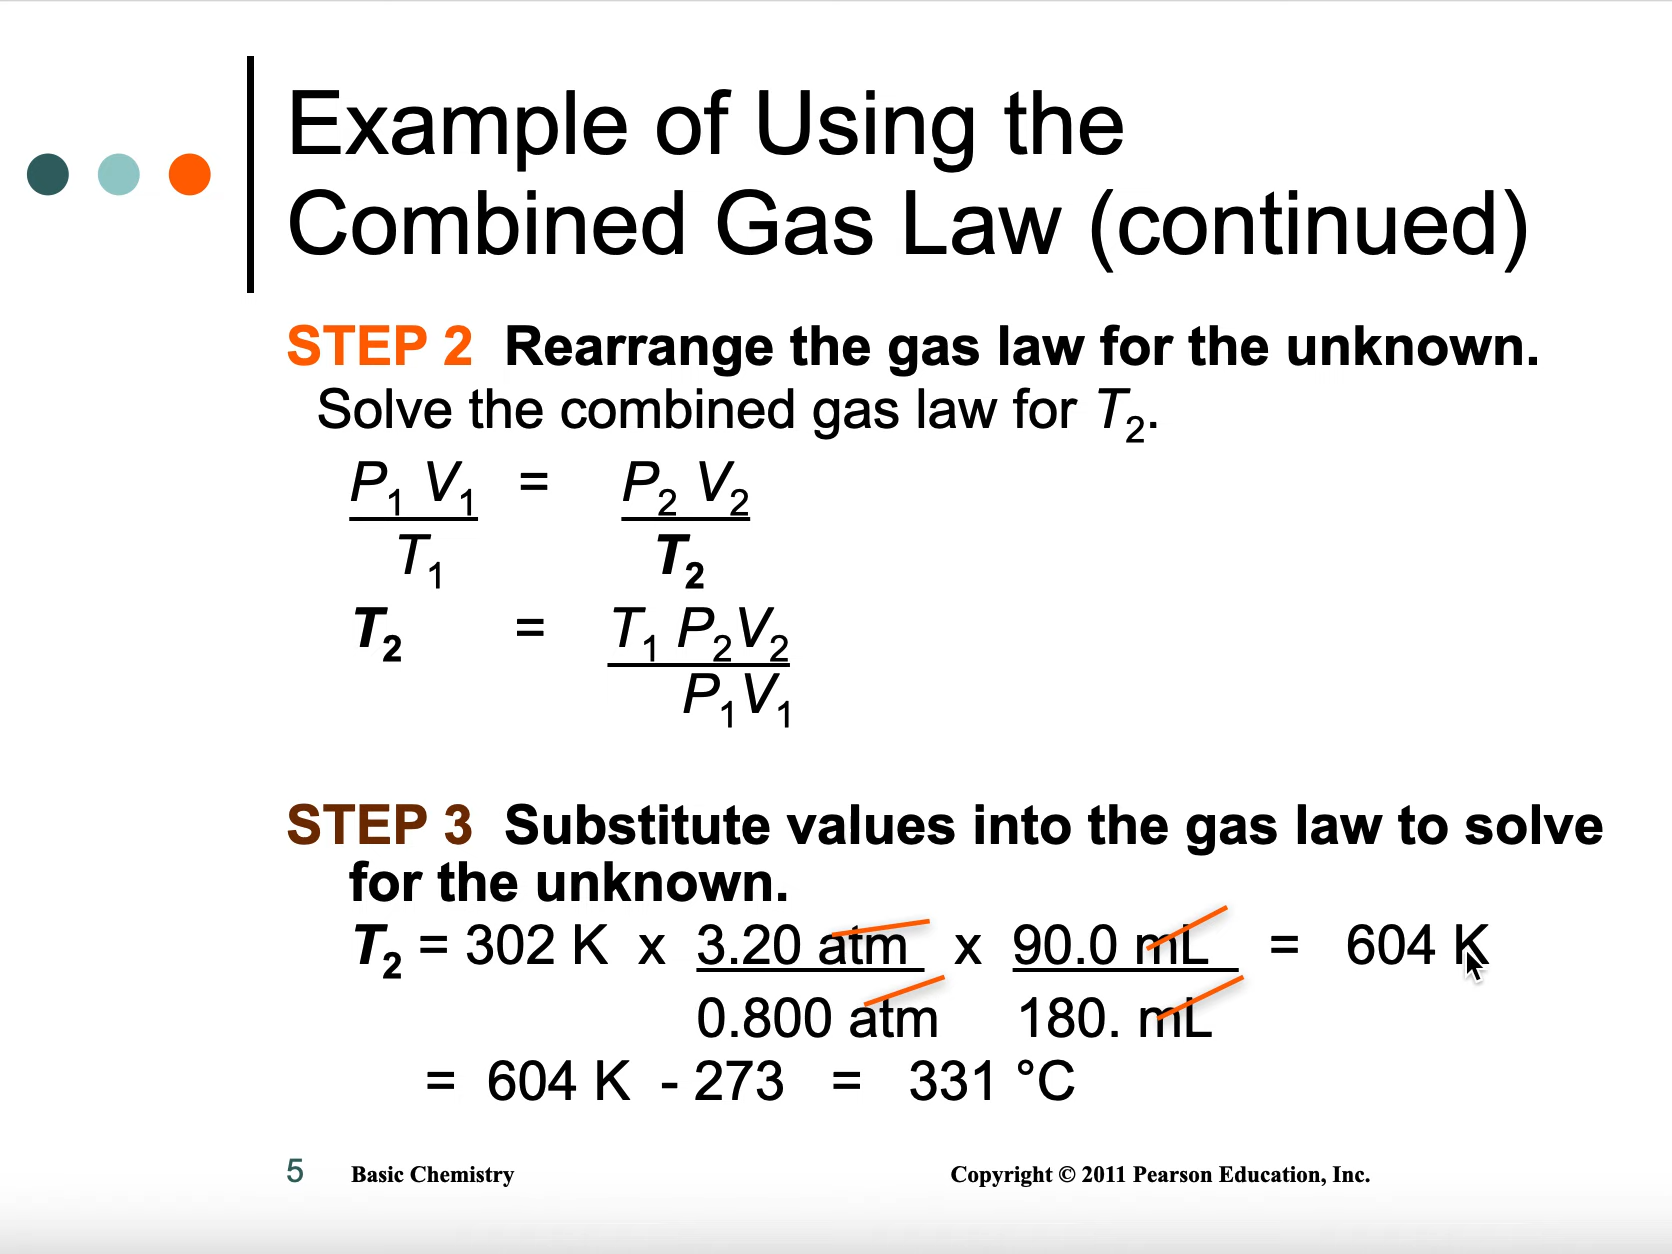 Example of Using the
Combined Gas Law (continued)
STEP 2 Rearrange the gas law for the unknown.
Solve the combined gas law for T₂.
P₁ V₁ = P₂ V₂
T₁ T₂
T₂ = T₁ P₂V₂
P₁V₁
STEP 3 Substitute values into the gas law to solve
for the unknown.
T₂ = 302 K x 3.20 atm x 90.0 mL = 604 K
0.800 atm 180. mL
= 604 K - 273 = 331 °C
5 Basic Chemistry Copyright © 2011 Pearson Education, Inc.